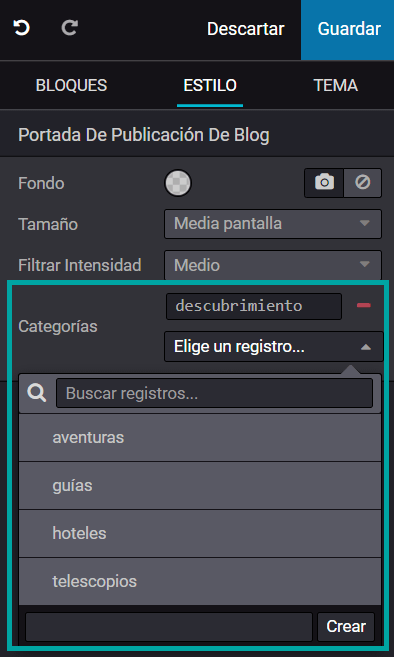 Descartar Guardar
BLOQUES ESTILO TEMA
Portada De Publicación De Blog
Fondo
Tamaño Media pantalla
Filtrar Intensidad Medio
descubrimiento
Categorías
Elige un registro...
Buscar registros...
aventuras
guías
hoteles
telescopios
Crear